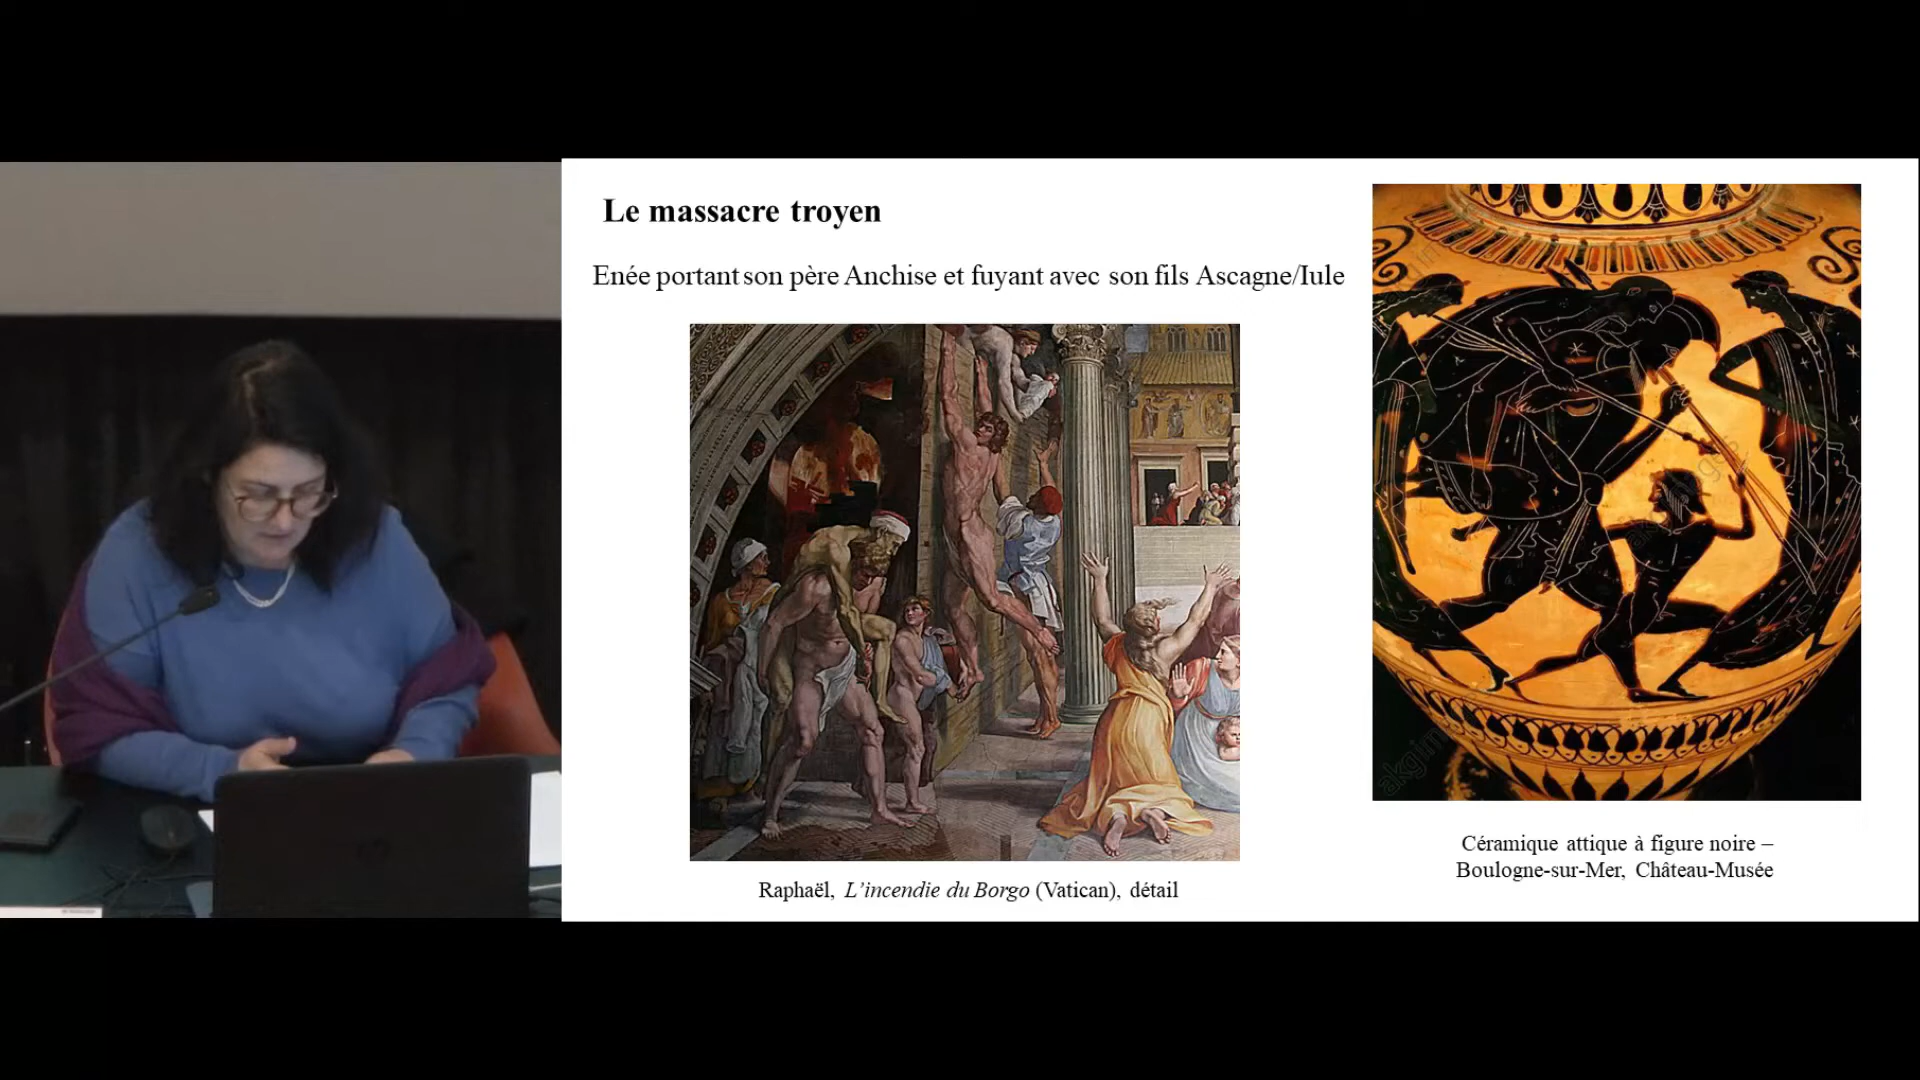 Le massacre troyen
Enée portant son père Anchise et fuyant avec son fils Ascagne/Iule
Raphaël, L'incendie du Borgo (Vatican), détail
Céramique attique à figure noire –
Boulogne-sur-Mer, Château-Musée